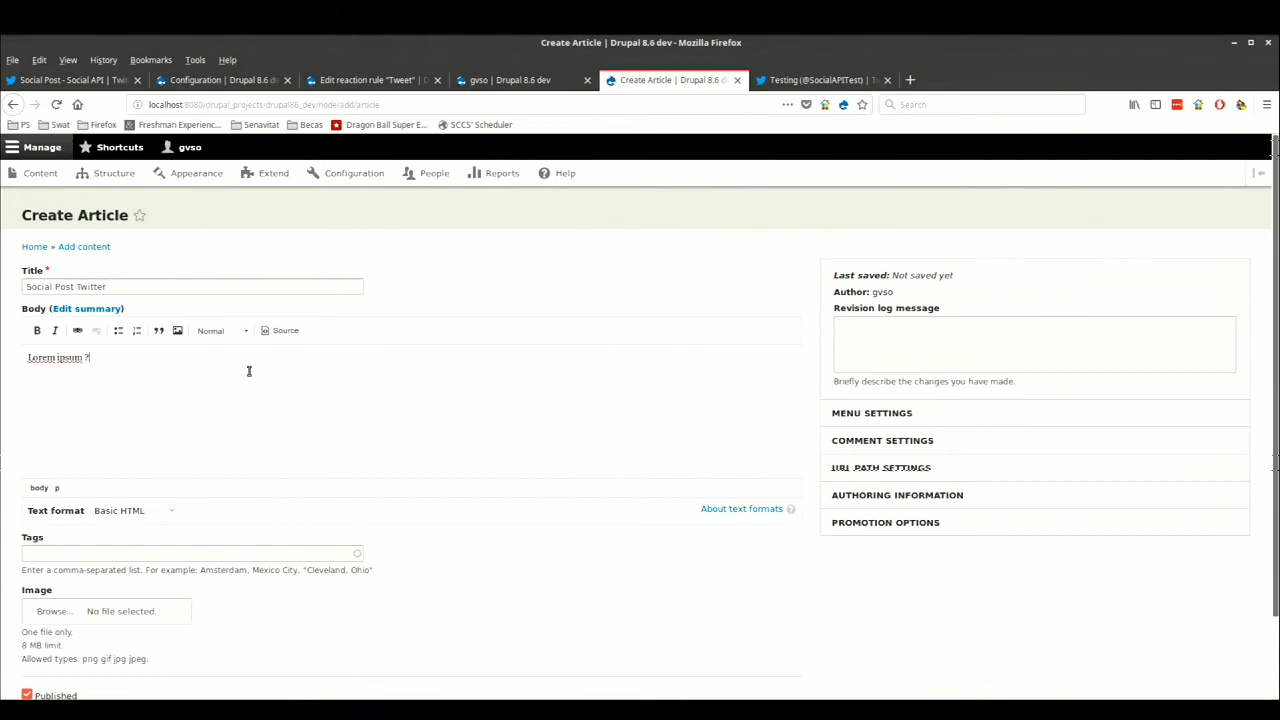 Create Article | Drupal 8.6 dev - Mozilla Firefox
File Edit View History Bookmarks Tools Help
Social Post - Social API | Twit Configuration | Drupal 8.6 d Edit reaction rule "Tweet" | D gvso | Drupal 8.6 dev Create Article | Drupal 8.6 d Testing (@SocialAPITest) | Tw
localhost:8080/drupal_projects/drupal86_dev/node/add/article Search
PS Swat Firefox Freshman Experienc... Senavitat Becas Dragon Ball Super E... SCCS' Scheduler
Manage Shortcuts gvso
Content Structure Appearance Extend Configuration People Reports Help
Create Article
Home » Add content
Title *
Social Post Twitter
Body (Edit summary)
B I Normal Source
Lorem ipsum ?
body p
Text format Basic HTML
About text formats ?
Tags
Enter a comma-separated list. For example: Amsterdam, Mexico City, "Cleveland, Ohio"
Image
Browse... No file selected.
One file only.
8 MB limit.
Allowed types: png gif jpg jpeg.
Published
Last saved: Not saved yet
Author: gvso
Revision log message
Briefly describe the changes you have made.
MENU SETTINGS
COMMENT SETTINGS
URL PATH SETTINGS
AUTHORING INFORMATION
PROMOTION OPTIONS